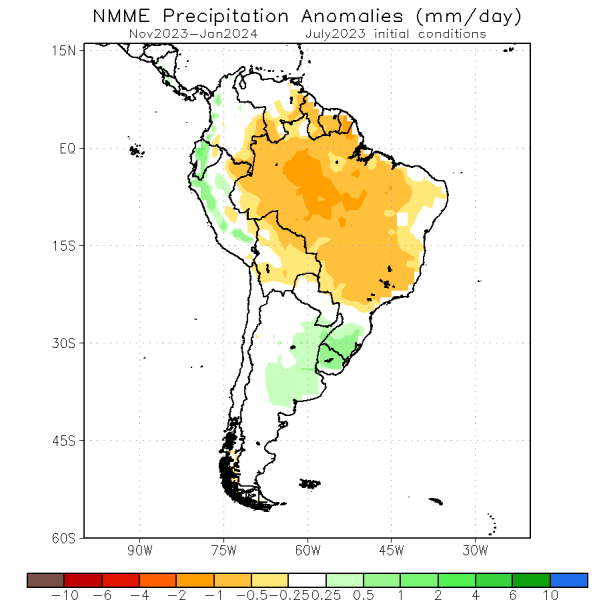 NMME Precipitation Anomalies (mm/day)
Nov2023-Jan2024 July2023 initial conditions
15N
EQ
15S
30S
45S
60S
90W 75W 60W 45W 30W
-10 -6 -4 -2 -1 -0.5 -0.25 0.25 0.5 1 2 4 6 10